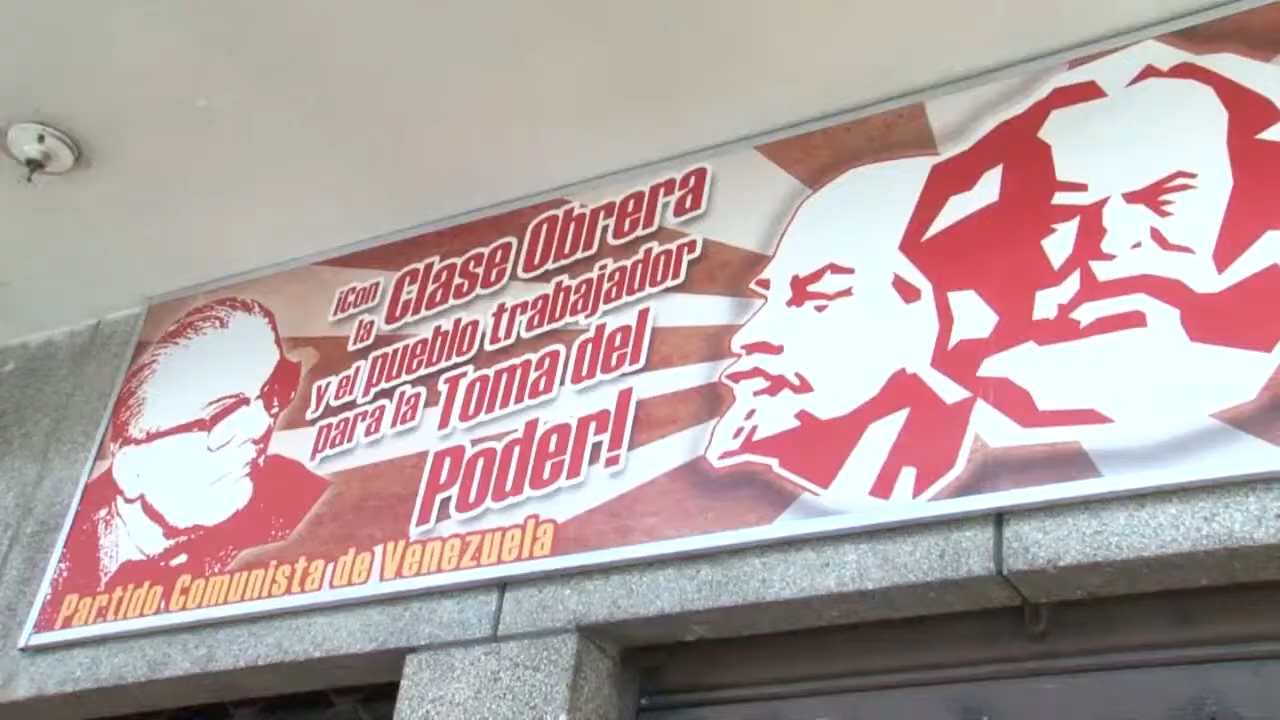 ¡Con
la Clase Obrera
y el pueblo trabajador
para la Toma del
Poder!
Partido Comunista de Venezuela